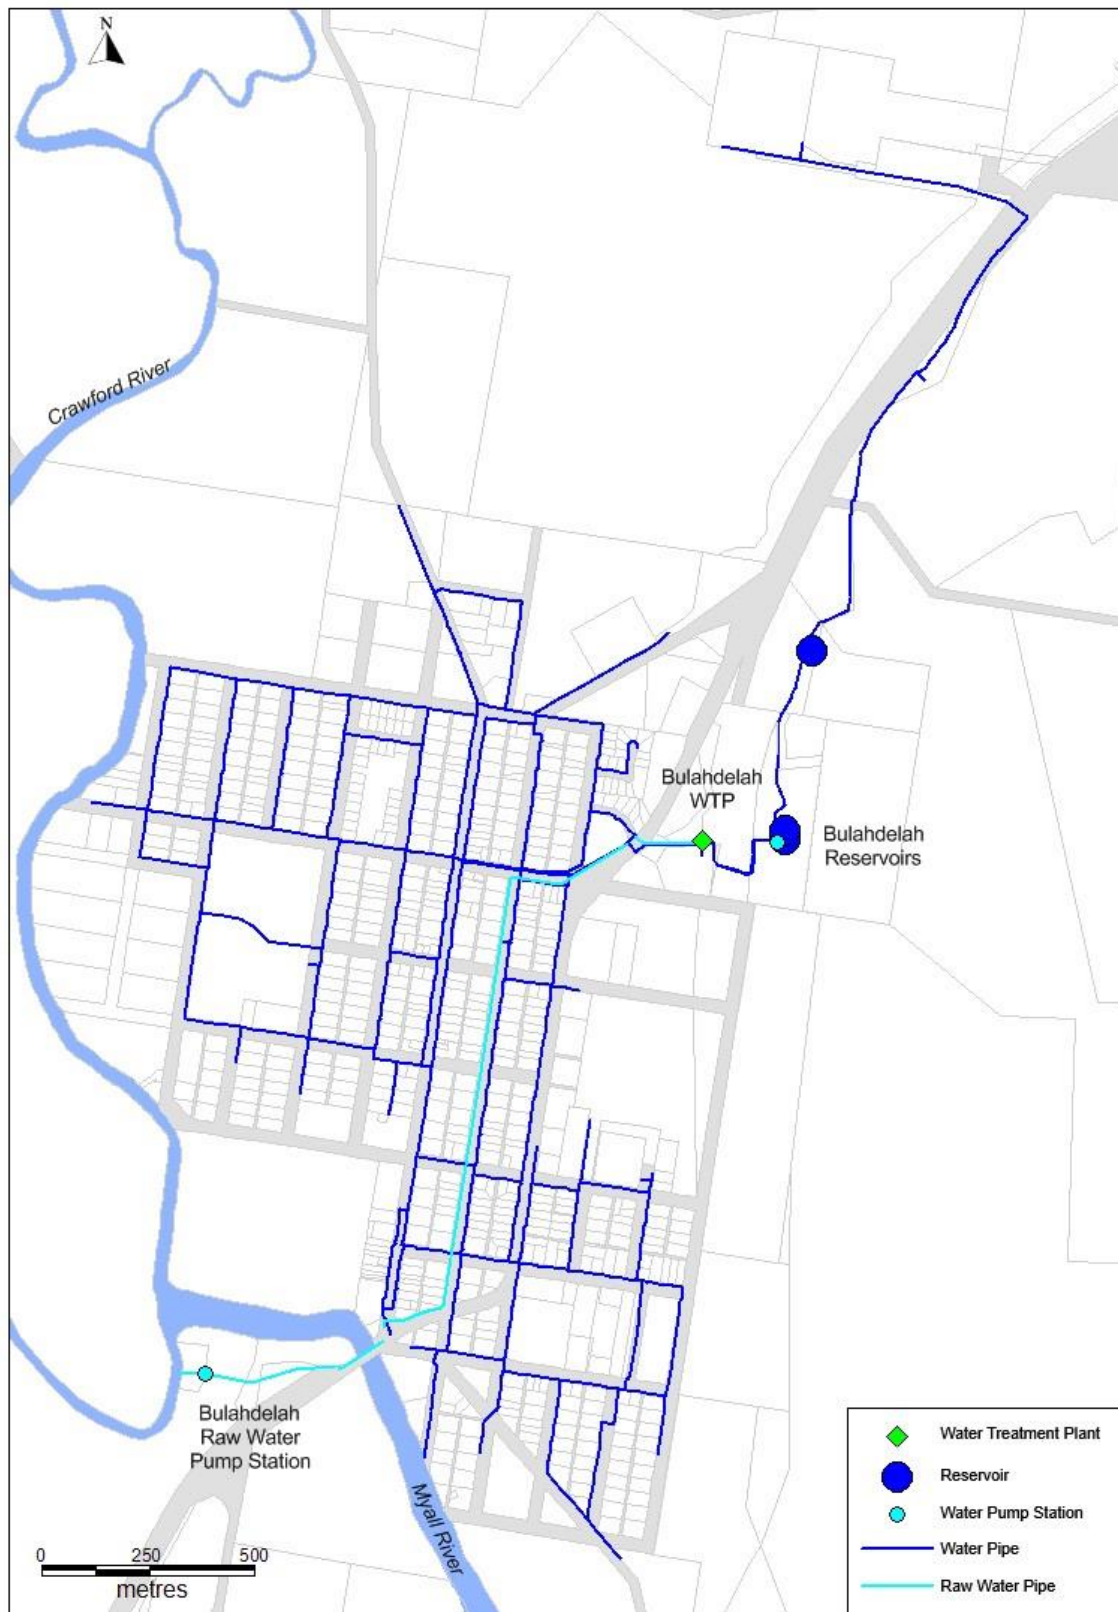 N
Crawford River
Bulahdelah
WTP
Bulahdelah
Reservoirs
Bulahdelah
Raw Water
Pump Station
Myall River
0 250 500
metres
Water Treatment Plant
Reservoir
Water Pump Station
Water Pipe
Raw Water Pipe